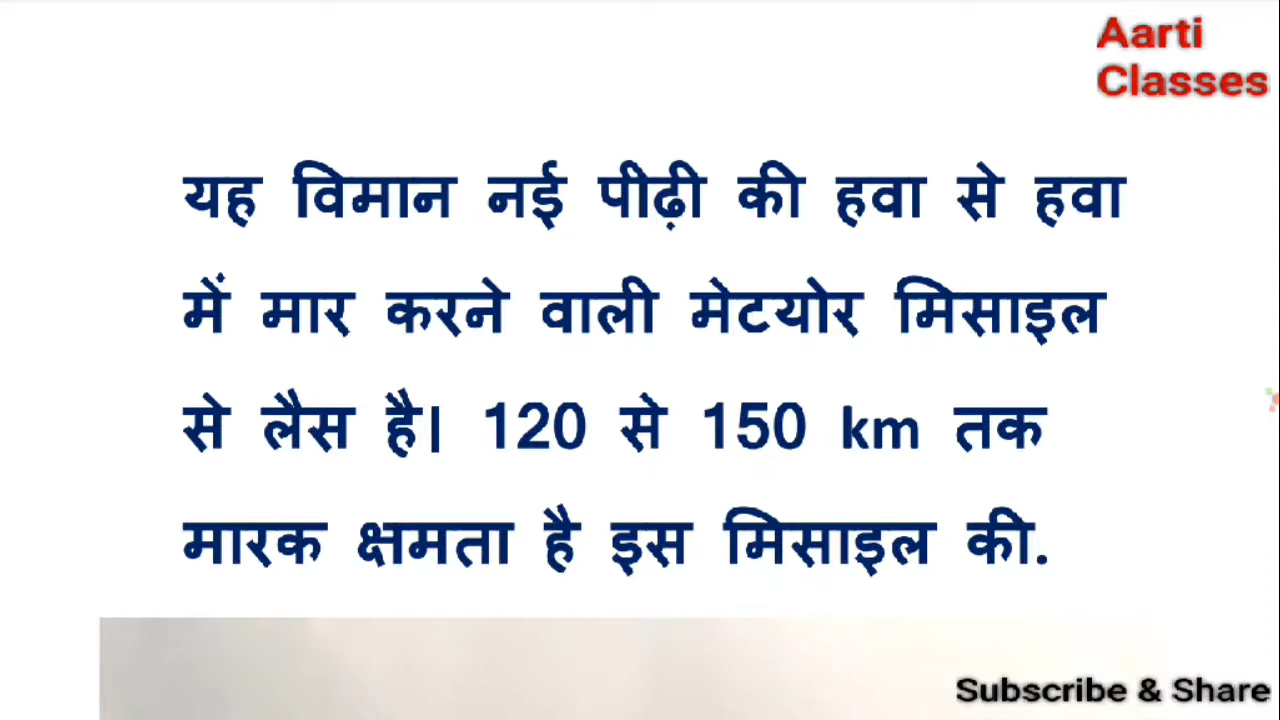 Aarti
Classes
यह विमान नई पीढ़ी की हवा से हवा
में मार करने वाली मेटयोर मिसाइल
से लैस है। 120 से 150 km तक
मारक क्षमता है इस मिसाइल की.
Subscribe & Share